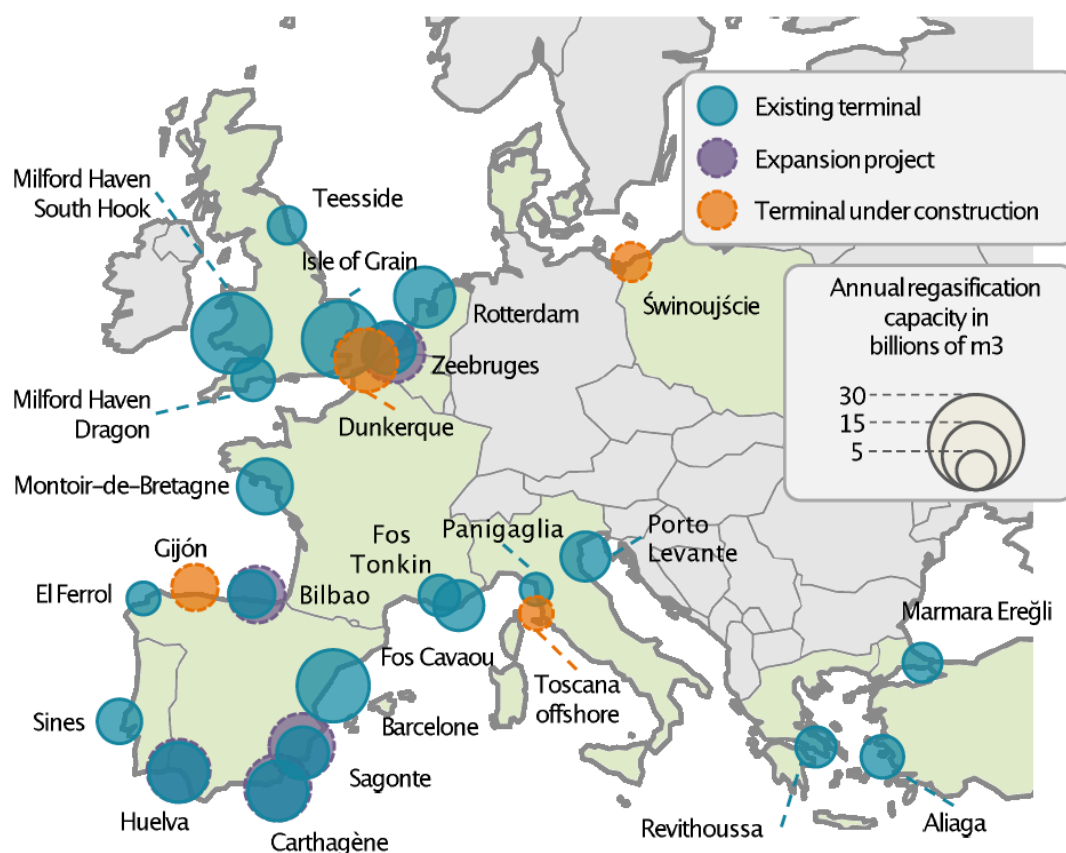 Existing terminal
Expansion project
Terminal under construction
Annual regasification
capacity in
billions of m3
30
15
5
Milford Haven
South Hook
Teesside
Isle of Grain
Rotterdam
Świnoujście
Zeebruges
Milford Haven
Dragon
Dunkerque
Montoir-de-Bretagne
Gijón
Fos
Tonkin
Panigaglia
Porto
Levante
El Ferrol
Bilbao
Marmara Ereğli
Fos Cavaou
Toscana
offshore
Sines
Barcelone
Sagonte
Huelva
Carthagène
Revithoussa
Aliaga